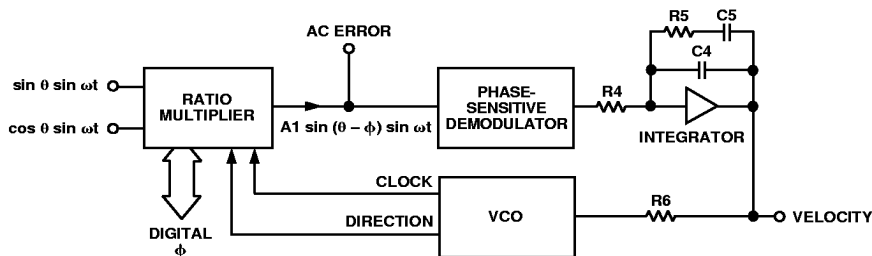 AC ERROR
R5
C5
C4
sin θ sin ωt
cos θ sin ωt
RATIO
MULTIPLIER
A1 sin (θ – ϕ) sin ωt
PHASE-
SENSITIVE
DEMODULATOR
R4
INTEGRATOR
CLOCK
DIRECTION
VCO
R6
VELOCITY
DIGITAL
ϕ